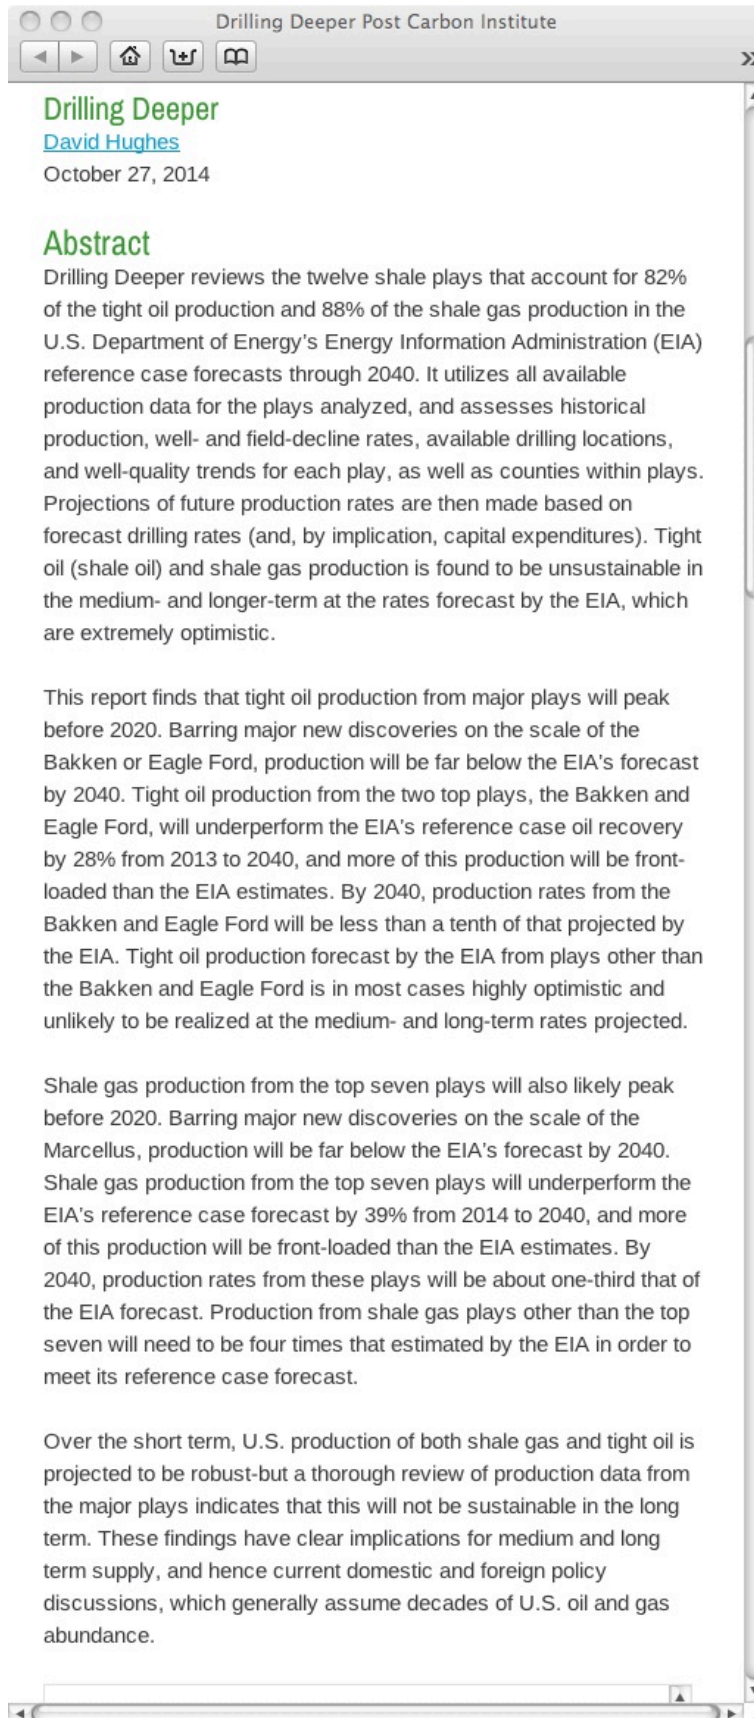 Drilling Deeper Post Carbon Institute
Drilling Deeper
David Hughes
October 27, 2014
Abstract
Drilling Deeper reviews the twelve shale plays that account for 82%
of the tight oil production and 88% of the shale gas production in the
U.S. Department of Energy's Energy Information Administration (EIA)
reference case forecasts through 2040. It utilizes all available
production data for the plays analyzed, and assesses historical
production, well- and field-decline rates, available drilling locations,
and well-quality trends for each play, as well as counties within plays.
Projections of future production rates are then made based on
forecast drilling rates (and, by implication, capital expenditures). Tight
oil (shale oil) and shale gas production is found to be unsustainable in
the medium- and longer-term at the rates forecast by the EIA, which
are extremely optimistic.
This report finds that tight oil production from major plays will peak
before 2020. Barring major new discoveries on the scale of the
Bakken or Eagle Ford, production will be far below the EIA's forecast
by 2040. Tight oil production from the two top plays, the Bakken and
Eagle Ford, will underperform the EIA's reference case oil recovery
by 28% from 2013 to 2040, and more of this production will be front-
loaded than the EIA estimates. By 2040, production rates from the
Bakken and Eagle Ford will be less than a tenth of that projected by
the EIA. Tight oil production forecast by the EIA from plays other than
the Bakken and Eagle Ford is in most cases highly optimistic and
unlikely to be realized at the medium- and long-term rates projected.
Shale gas production from the top seven plays will also likely peak
before 2020. Barring major new discoveries on the scale of the
Marcellus, production will be far below the EIA's forecast by 2040.
Shale gas production from the top seven plays will underperform the
EIA's reference case forecast by 39% from 2014 to 2040, and more
of this production will be front-loaded than the EIA estimates. By
2040, production rates from these plays will be about one-third that of
the EIA forecast. Production from shale gas plays other than the top
seven will need to be four times that estimated by the EIA in order to
meet its reference case forecast.
Over the short term, U.S. production of both shale gas and tight oil is
projected to be robust-but a thorough review of production data from
the major plays indicates that this will not be sustainable in the long
term. These findings have clear implications for medium and long
term supply, and hence current domestic and foreign policy
discussions, which generally assume decades of U.S. oil and gas
abundance.